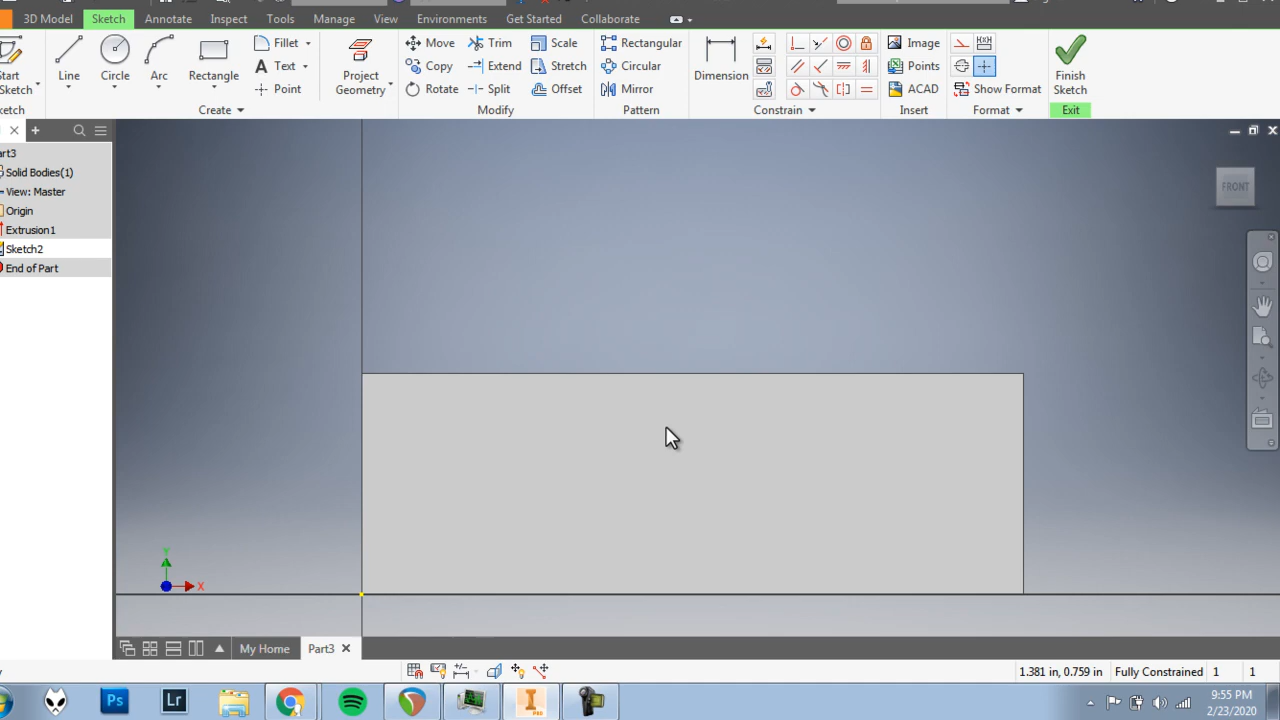 3D Model Sketch Annotate Inspect Tools Manage View Environments Get Started Collaborate
Start Sketch
Line
Circle
Arc
Rectangle
Fillet
Text
Point
Create
Project Geometry
Move
Copy
Rotate
Trim
Extend
Split
Scale
Stretch
Offset
Modify
Rectangular
Circular
Mirror
Pattern
Dimension
Constrain
Image
Points
ACAD
Insert
Show Format
Format
Finish Sketch
Exit
art3
Solid Bodies(1)
View: Master
Origin
Extrusion1
Sketch2
End of Part
FRONT
Y
X
My Home
Part3
1.381 in, 0.759 in Fully Constrained 1 1
Ps
Lr
I
PRO
9:55 PM
2/23/2020